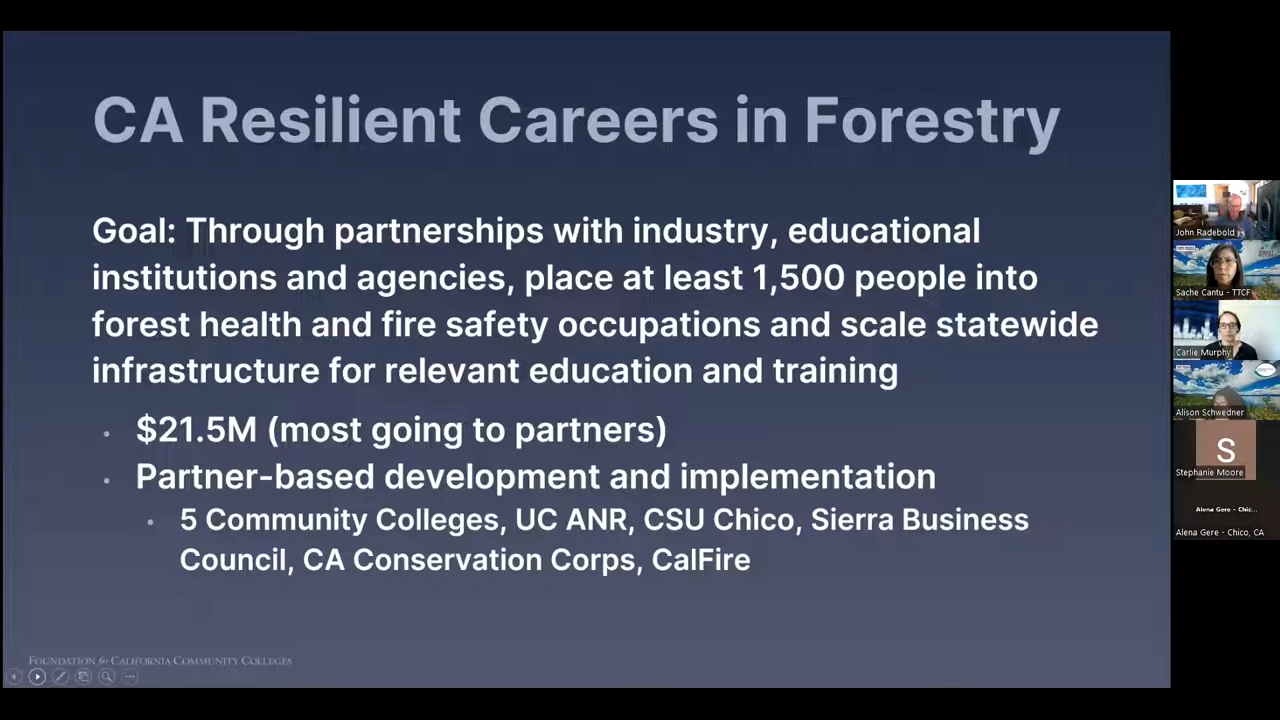 CA Resilient Careers in Forestry
Goal: Through partnerships with industry, educational
institutions and agencies, place at least 1,500 people into
forest health and fire safety occupations and scale statewide
infrastructure for relevant education and training
• $21.5M (most going to partners)
• Partner-based development and implementation
• 5 Community Colleges, UC ANR, CSU Chico, Sierra Business
Council, CA Conservation Corps, CalFire
FOUNDATION for CALIFORNIA COMMUNITY COLLEGES
John Radebold
Sache Cantu - TTCF
Carlie Murphy
Alison Schwedner
S
Stephanie Moore
Alena Gere - Chic...
Alena Gere - Chico, CA